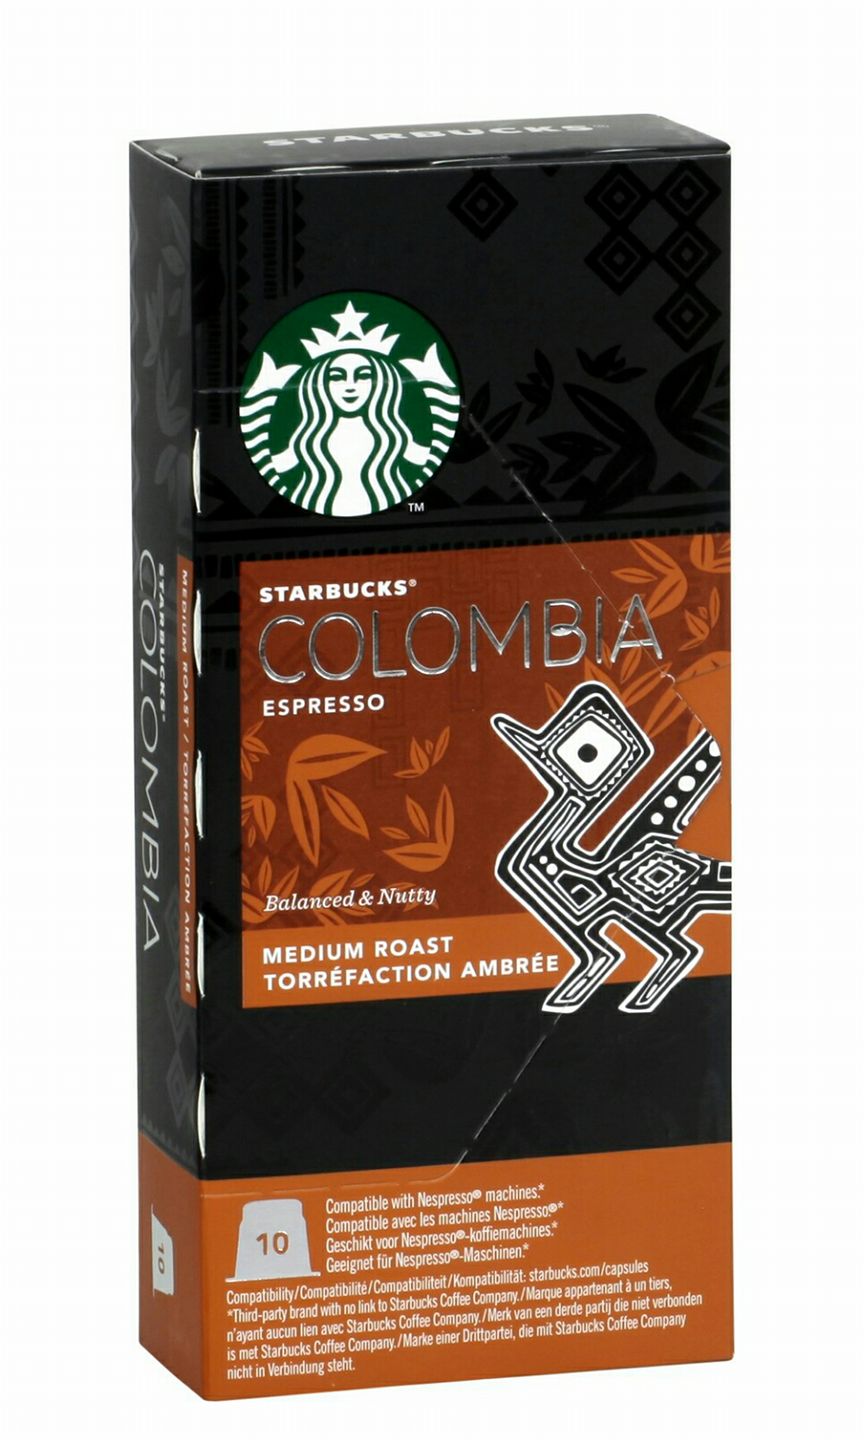 STARBUCKS®
TM
STARBUCKS®
COLOMBIA
ESPRESSO
Balanced & Nutty
MEDIUM ROAST
TORRÉFACTION AMBRÉE
10
Compatible with Nespresso® machines.*
Compatible avec les machines Nespresso®*
Geschikt voor Nespresso®-koffiemachines.*
Geeignet für Nespresso®-Maschinen.*
Compatibility/Compatibilité/Compatibiliteit/Kompatibilität: starbucks.com/capsules
*Third-party brand with no link to Starbucks Coffee Company./Marque appartenant à un tiers,
n'ayant aucun lien avec Starbucks Coffee Company./Merk van een derde partij die niet verbonden
is met Starbucks Coffee Company./Marke einer Drittpartei, die mit Starbucks Coffee Company
nicht in Verbindung steht.
STARBUCKS®
COLOMBIA
MEDIUM ROAST / TORRÉFACTION AMBRÉE
10